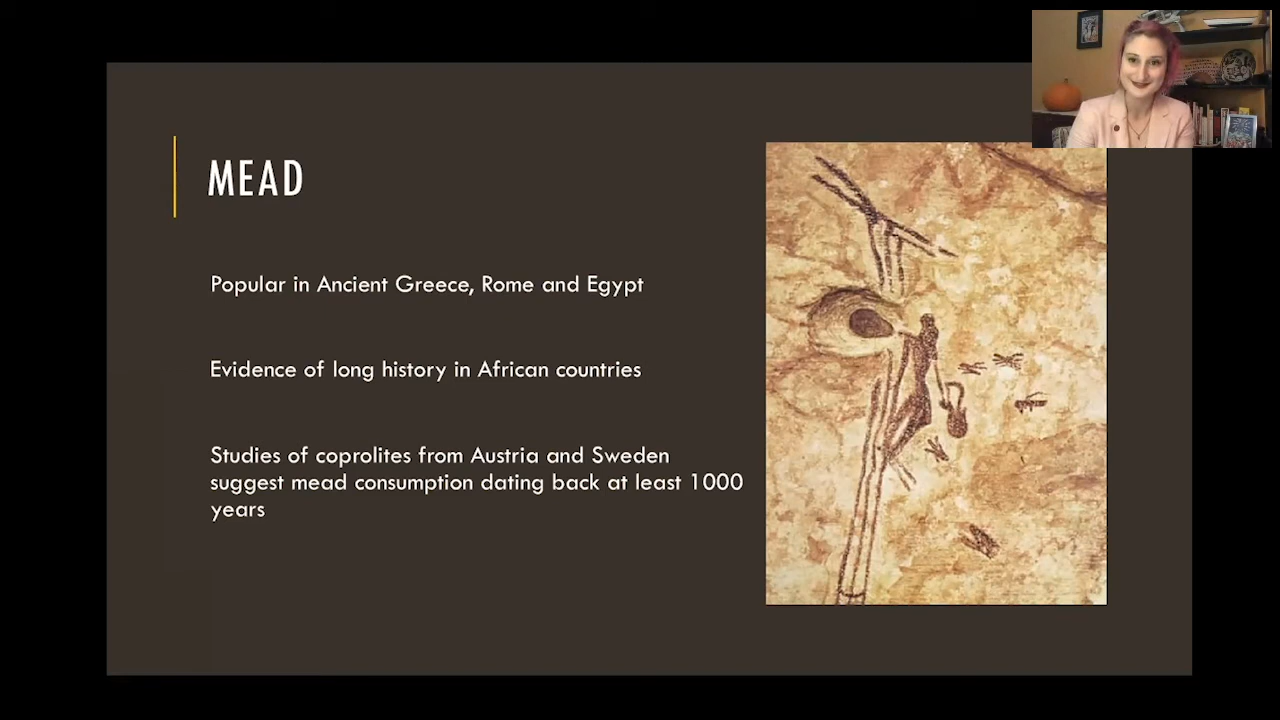 MEAD
Popular in Ancient Greece, Rome and Egypt
Evidence of long history in African countries
Studies of coprolites from Austria and Sweden
suggest mead consumption dating back at least 1000
years